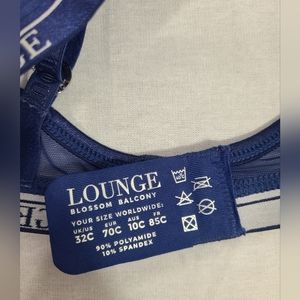 LOUNGE
BLOSSOM BALCONY
YOUR SIZE WORLDWIDE:
UK/US EUR AUS FR
32C 70C 10C 85C
90% POLYAMIDE
10% SPANDEX